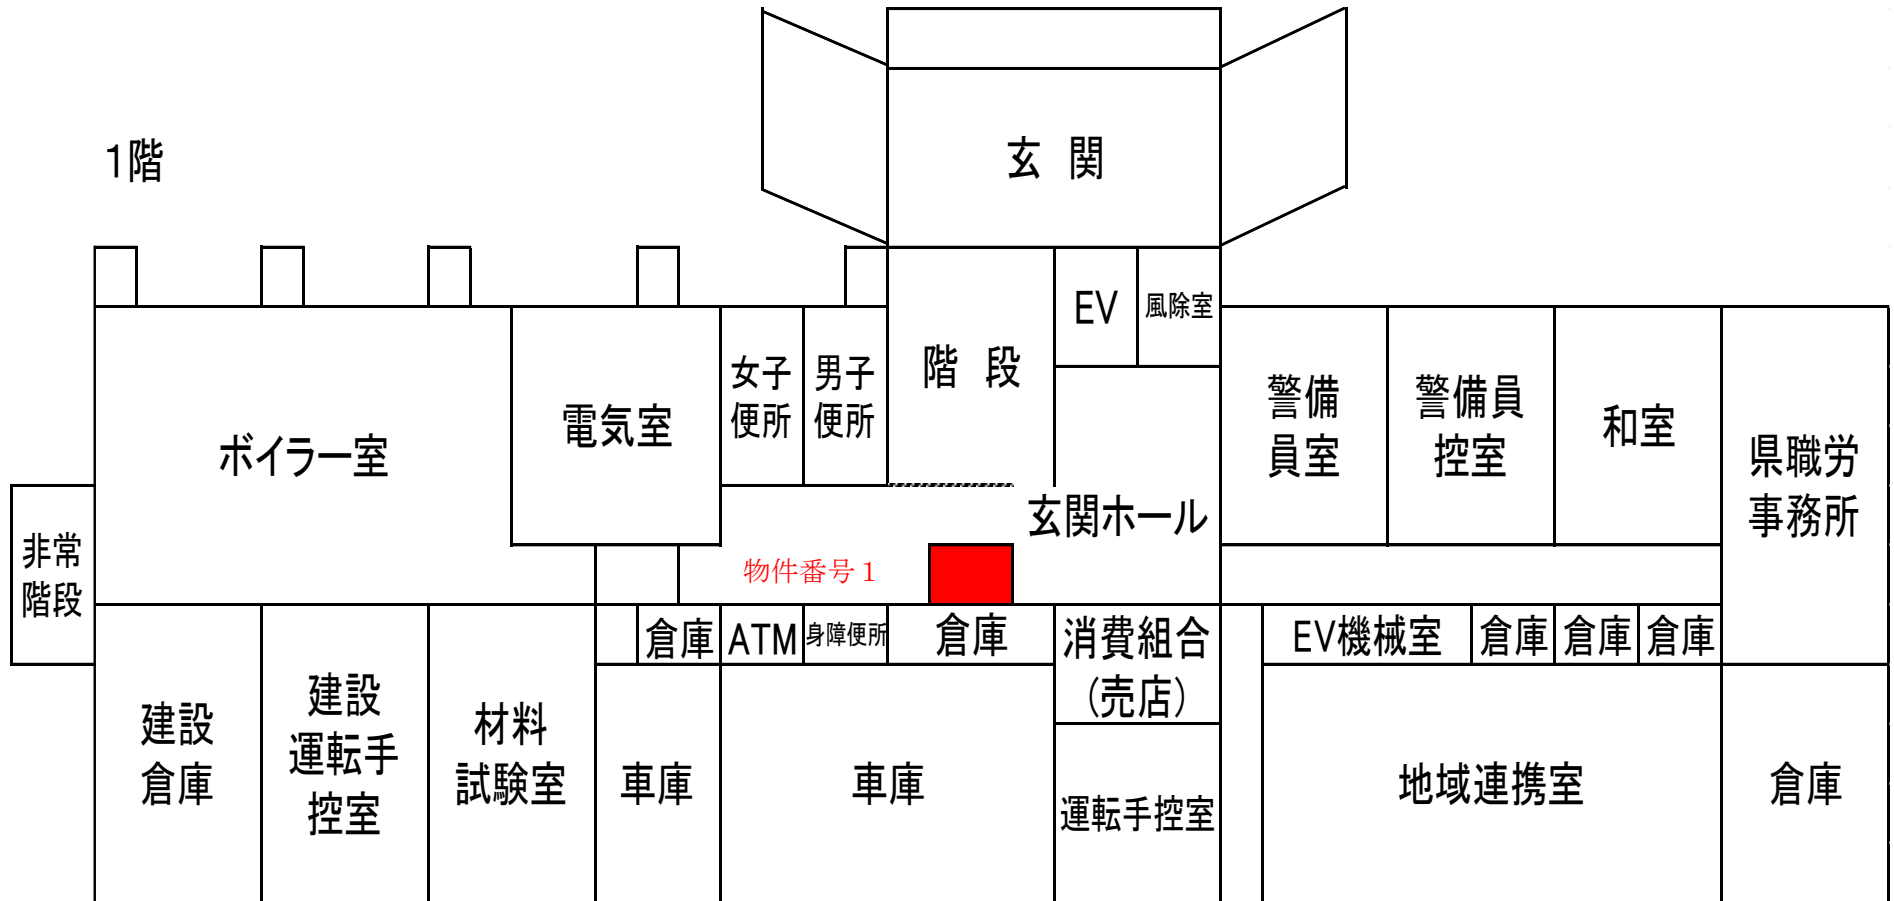 玄 関
1階
EV
風除室
階 段
女子
便所
男子
便所
電気室
ボイラー室
警備
員室
警備員
控室
和室
県職労
事務所
玄関ホール
非常
階段
物件番号1
倉庫
ATM
身障便所
倉庫
消費組合
(売店)
EV機械室
倉庫
倉庫
倉庫
建設
倉庫
建設
運転手
控室
材料
試験室
車庫
車庫
運転手控室
地域連携室
倉庫